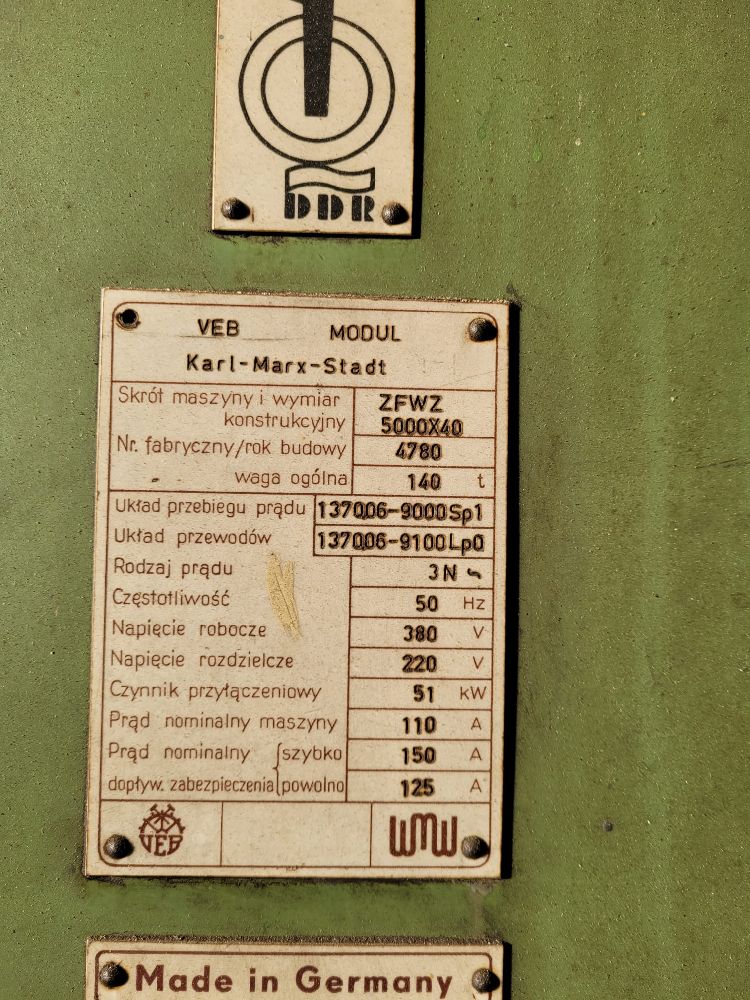 DDR
VEB MODUL
Karl-Marx-Stadt
Skrót maszyny i wymiar konstrukcyjny ZFWZ 5000X40
Nr. fabryczny/rok budowy 4780
waga ogólna 140 t
Układ przebiegu prądu 137006-9000Sp1
Układ przewodów 137006-9100Lp0
Rodzaj prądu 3N ~
Częstotliwość 50 Hz
Napięcie robocze 380 V
Napięcie rozdzielcze 220 V
Czynnik przyłączeniowy 51 kW
Prąd nominalny maszyny 110 A
Prąd nominalny szybko 150 A
dopływ. zabezpieczenia powolno 125 A
VEB WMW
Made in Germany